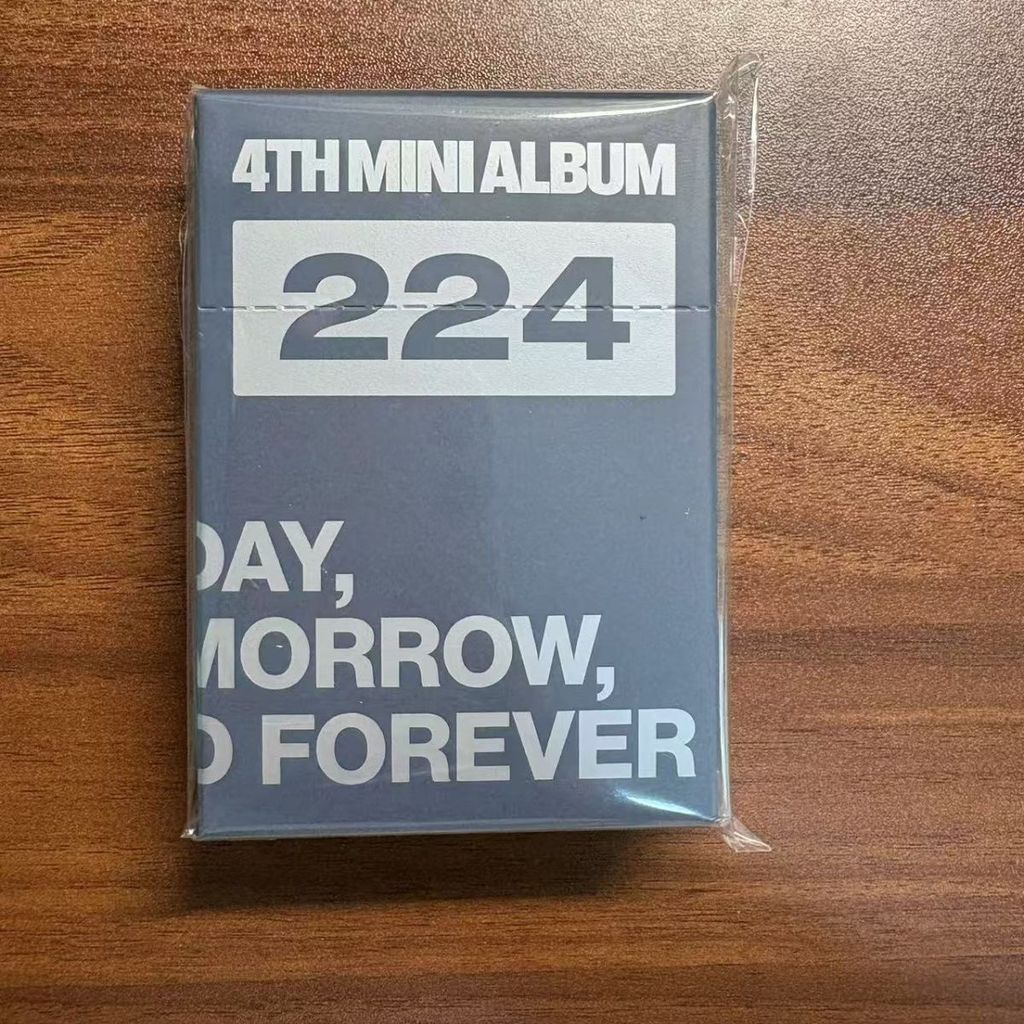 4TH MINI ALBUM
224
DAY,
MORROW,
D FOREVER